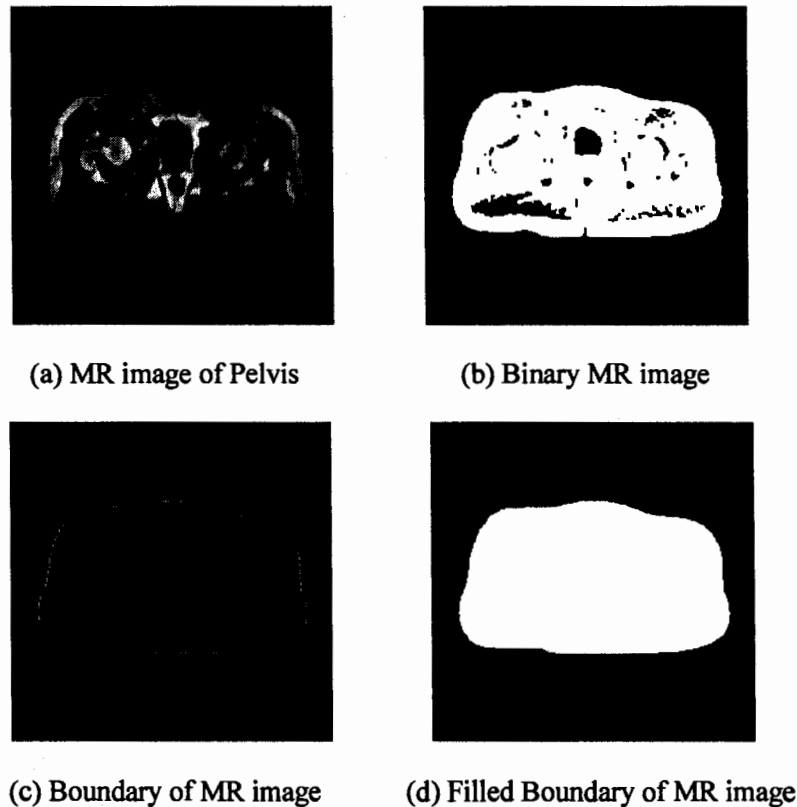 (a) MR image of Pelvis
(b) Binary MR image
(c) Boundary of MR image
(d) Filled Boundary of MR image